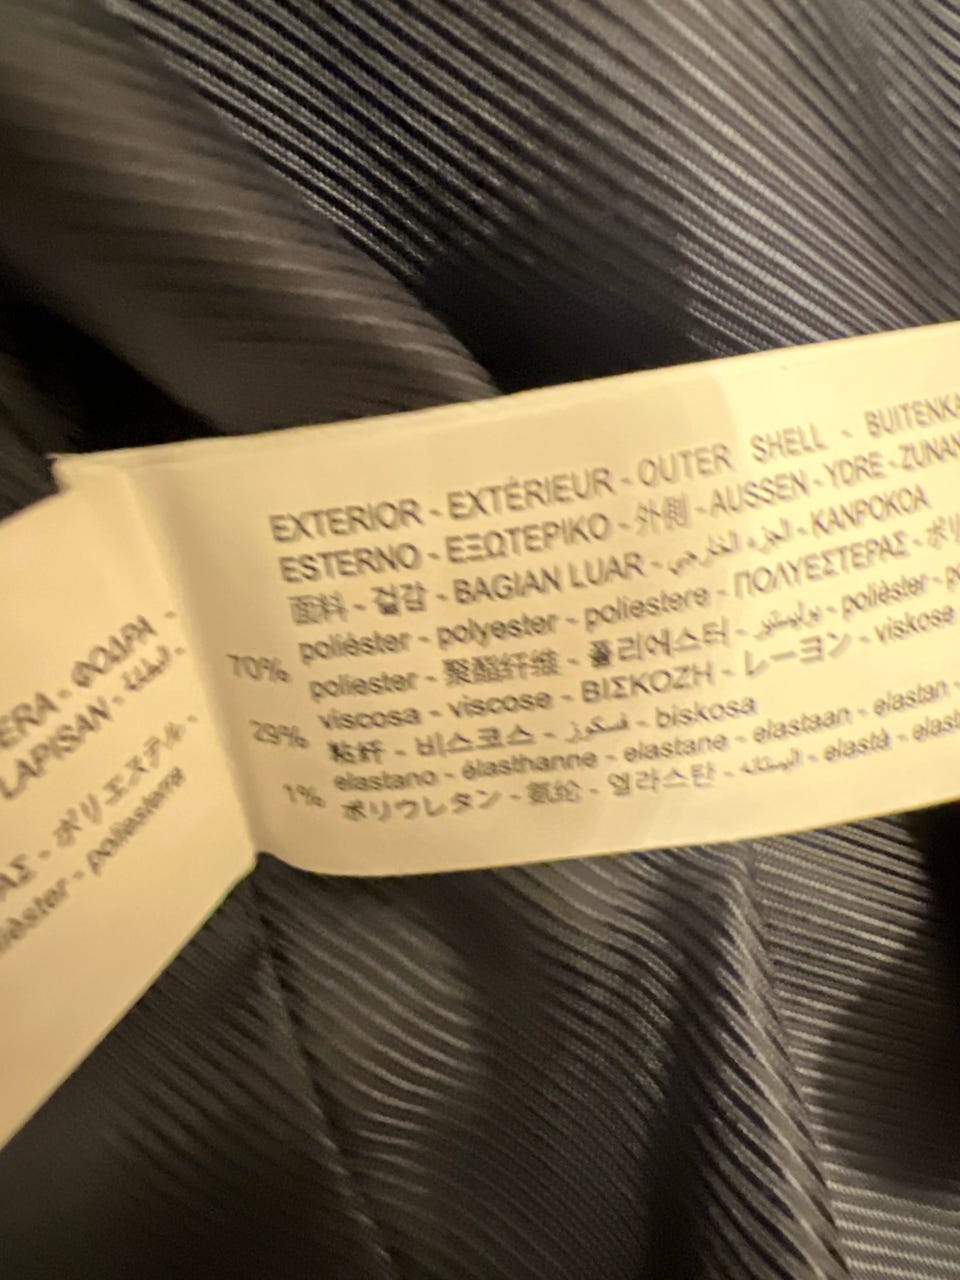 EXTERIOR - EXTÉRIEUR - OUTER SHELL - BUITENKA
ESTERNO - ΕΞΩΤΕΡΙΚΟ - 外側 - AUSSEN - YDRE - ZUNAN
面料 - 겉감 - BAGIAN LUAR - الجزء الخارجي - KANPOKOA
70% poliéster - polyester - poliestere - ΠΟΛΥΕΣΤΕΡΑΣ - ポリ
poliester - 聚酯纤维 - 폴리에스터 - بوليستر - polièster - p
29% viscosa - viscose - ΒΙΣΚΟΖΗ - レーヨン - viskose
粘纤 - 비스코스 - فسكوز - biskosa
1% elastano - élasthanne - elastane - elastaan - elastan -
ポリウレタン - 氨纶 - 엘라스탄 - elastà - elast
ERA - ΦΟΔΡΑ -
LAPISAN - البطانة -
ΑΣ - ポリエステル -
lièster - poliesterra